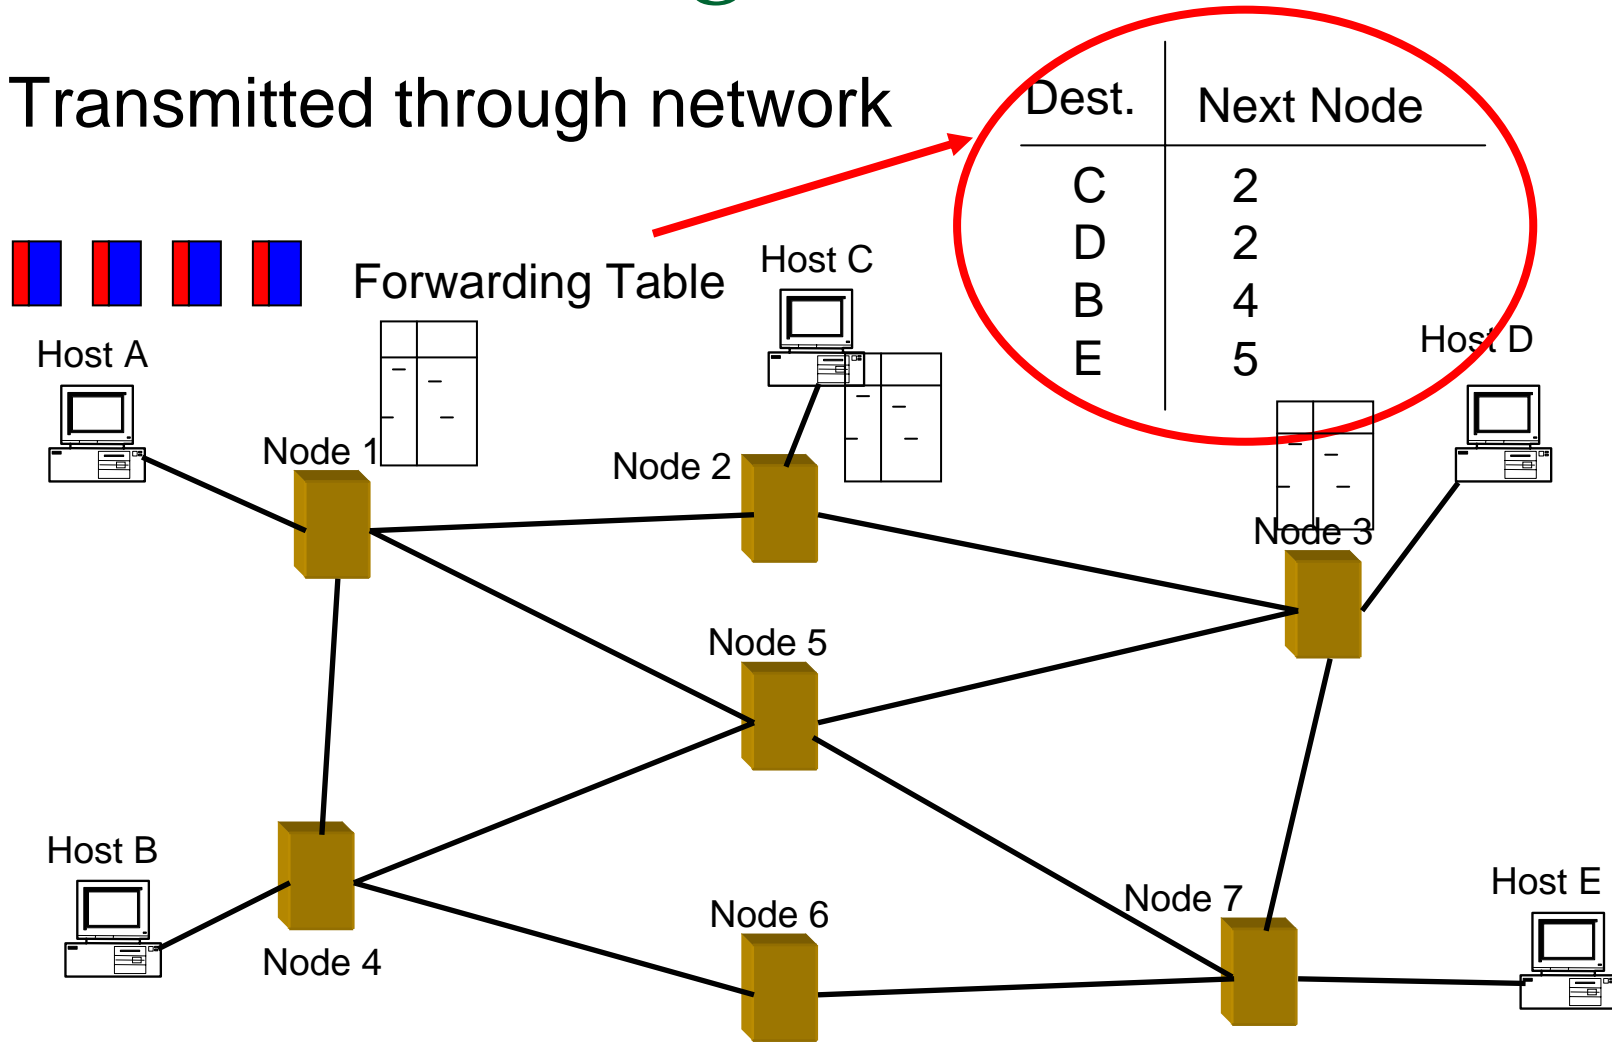 Transmitted through network
Dest. Next Node
C 2
D 2
B 4
E 5
Forwarding Table
Host C
Host A
Host D
Node 1
Node 2
Node 3
Node 5
Host B
Node 4
Node 6
Node 7
Host E